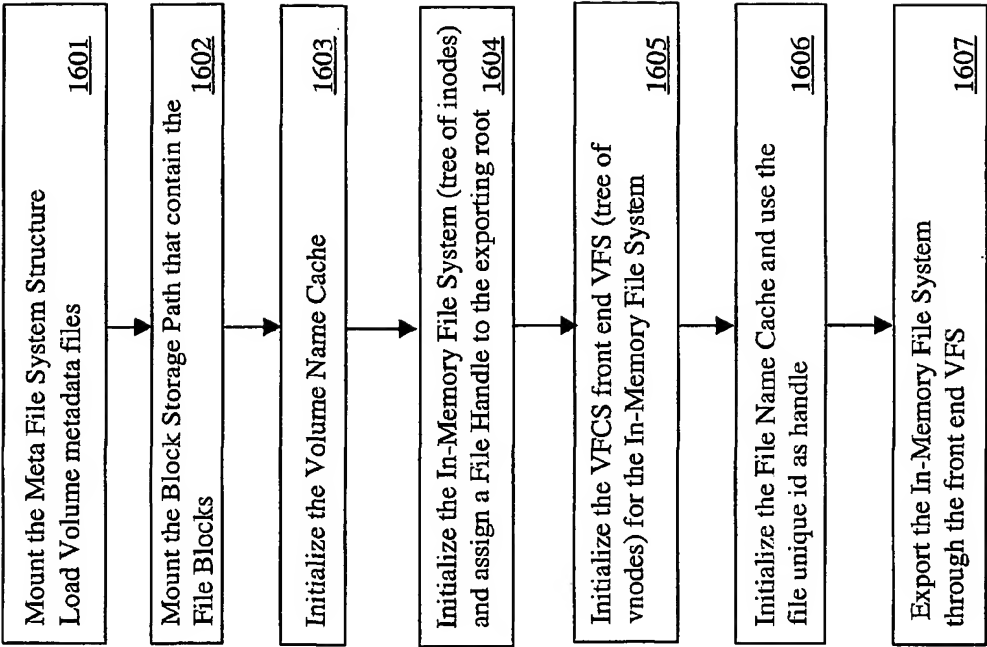 Mount the Meta File System Structure
Load Volume metadata files
1601
Mount the Block Storage Path that contain the
File Blocks
1602
Initialize the Volume Name Cache
1603
Initialize the In-Memory File System (tree of inodes)
and assign a File Handle to the exporting root
1604
Initialize the VFCS front end VFS (tree of
vnodes) for the In-Memory File System
1605
Initialize the File Name Cache and use the
file unique id as handle
1606
Export the In-Memory File System
through the front end VFS
1607